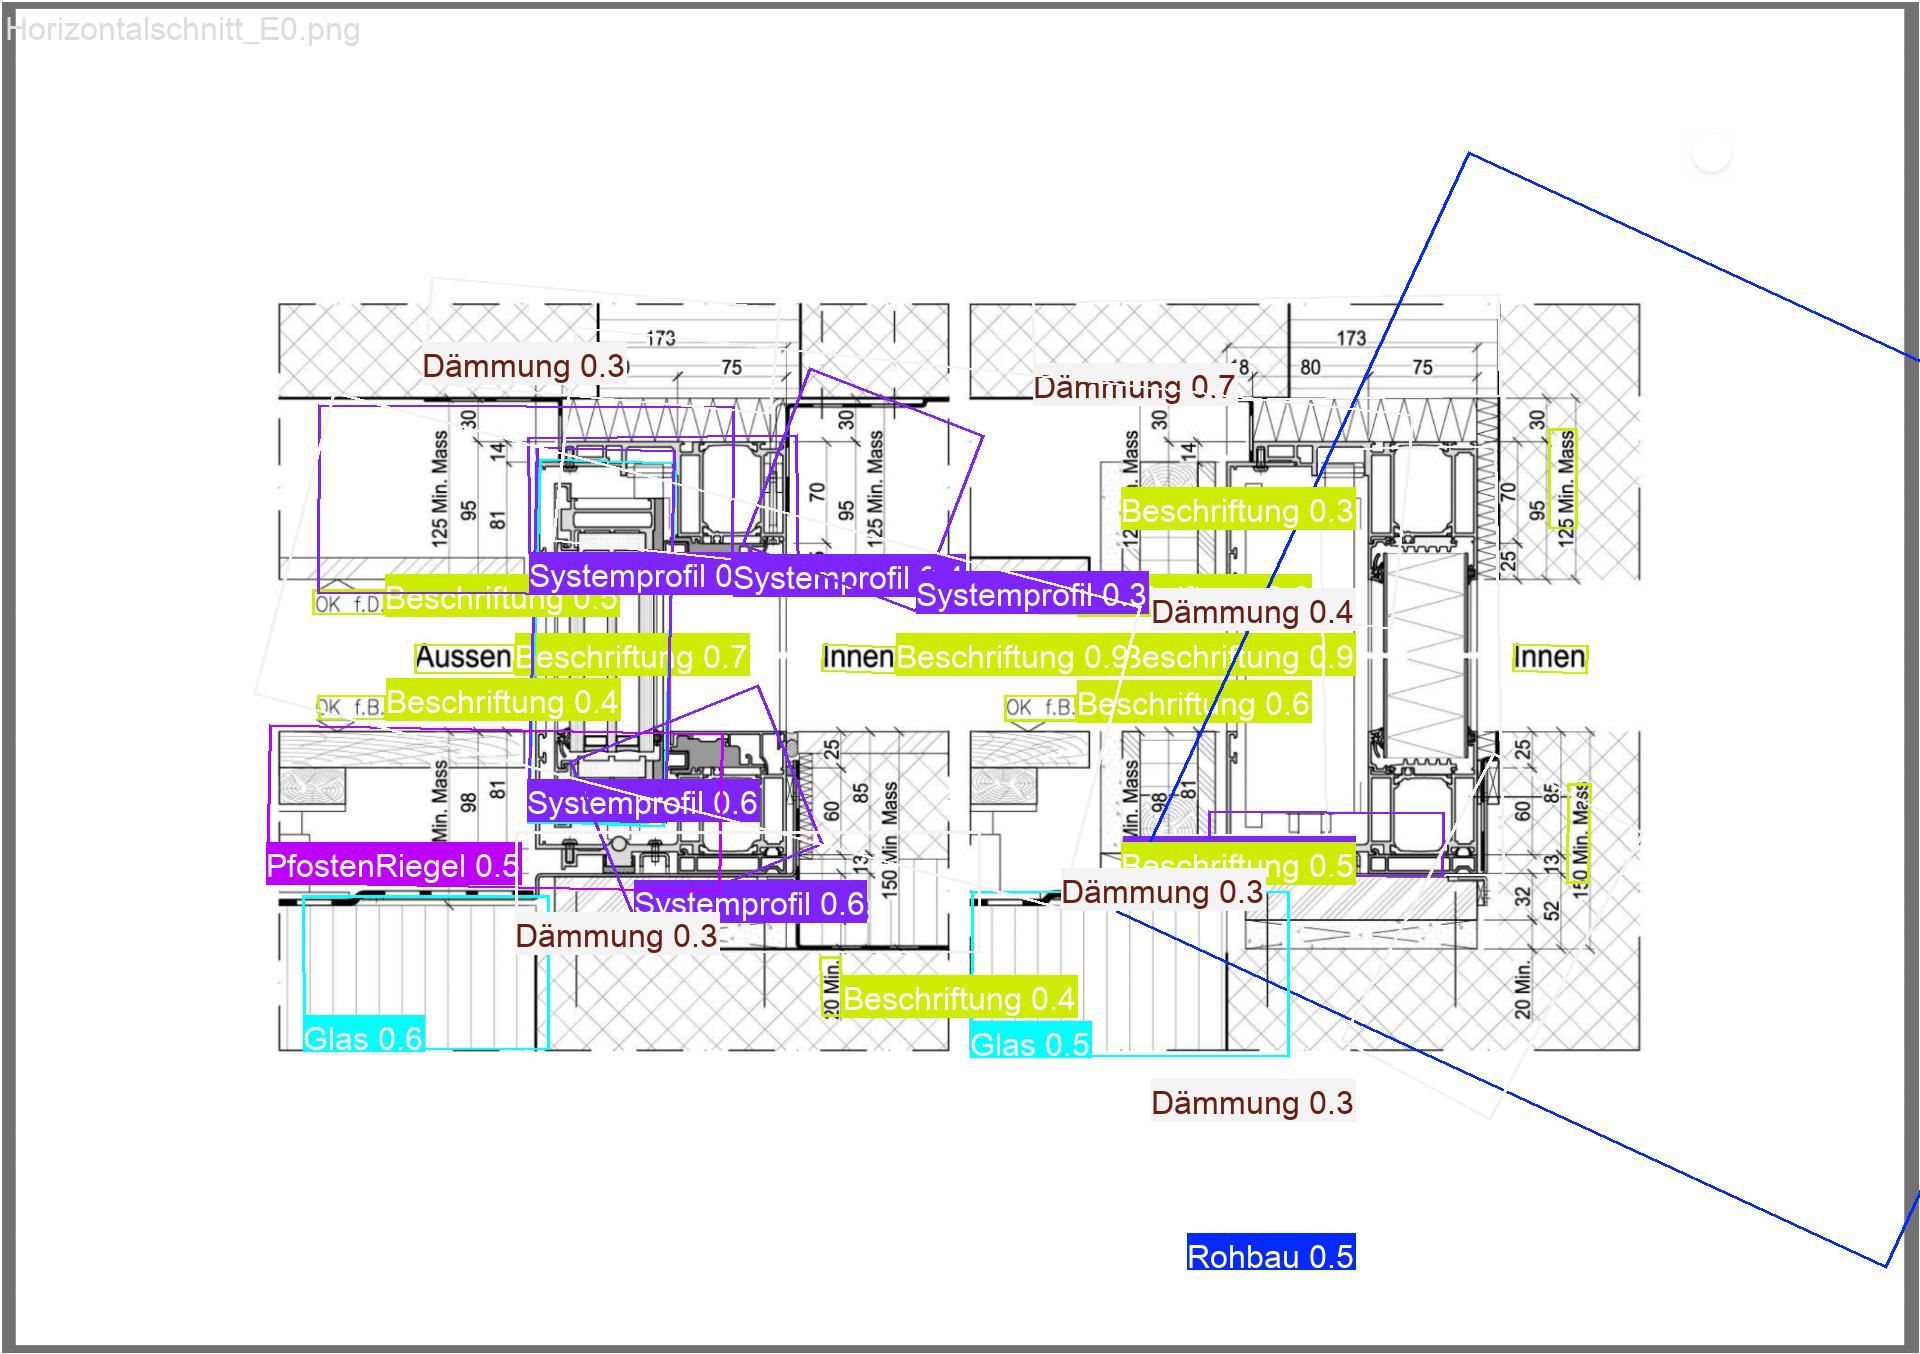 Horizontalschnitt_E0.png
173
75
173
18
80
75
Dämmung 0.3
Dämmung 0.7
30
14
125 Min. Mass
95
81
30
70
95
125 Min. Mass
30
14
30
70
95
125 Min. Mass
25
Beschriftung 0.3
Systemprofil
Systemprofil
Systemprofil 0.3
OK f.D.
Beschriftung 0.5
Dämmung 0.4
Aussen
Beschriftung 0.7
Innen
Beschriftung 0.9
Beschriftung 0.9
Innen
OK f.B.
Beschriftung 0.4
OK f.B.
Beschriftung 0.6
98
81
25
60
85
13
150 Min. Mass
98
81
25
60
85
13
150 Min. Mass
32
52
Systemprofil 0.6
PfostenRiegel 0.5
Beschriftung 0.5
Systemprofil 0.6
Dämmung 0.3
Dämmung 0.3
20 Min.
Beschriftung 0.4
20 Min.
Glas 0.6
Glas 0.5
Dämmung 0.3
Rohbau 0.5